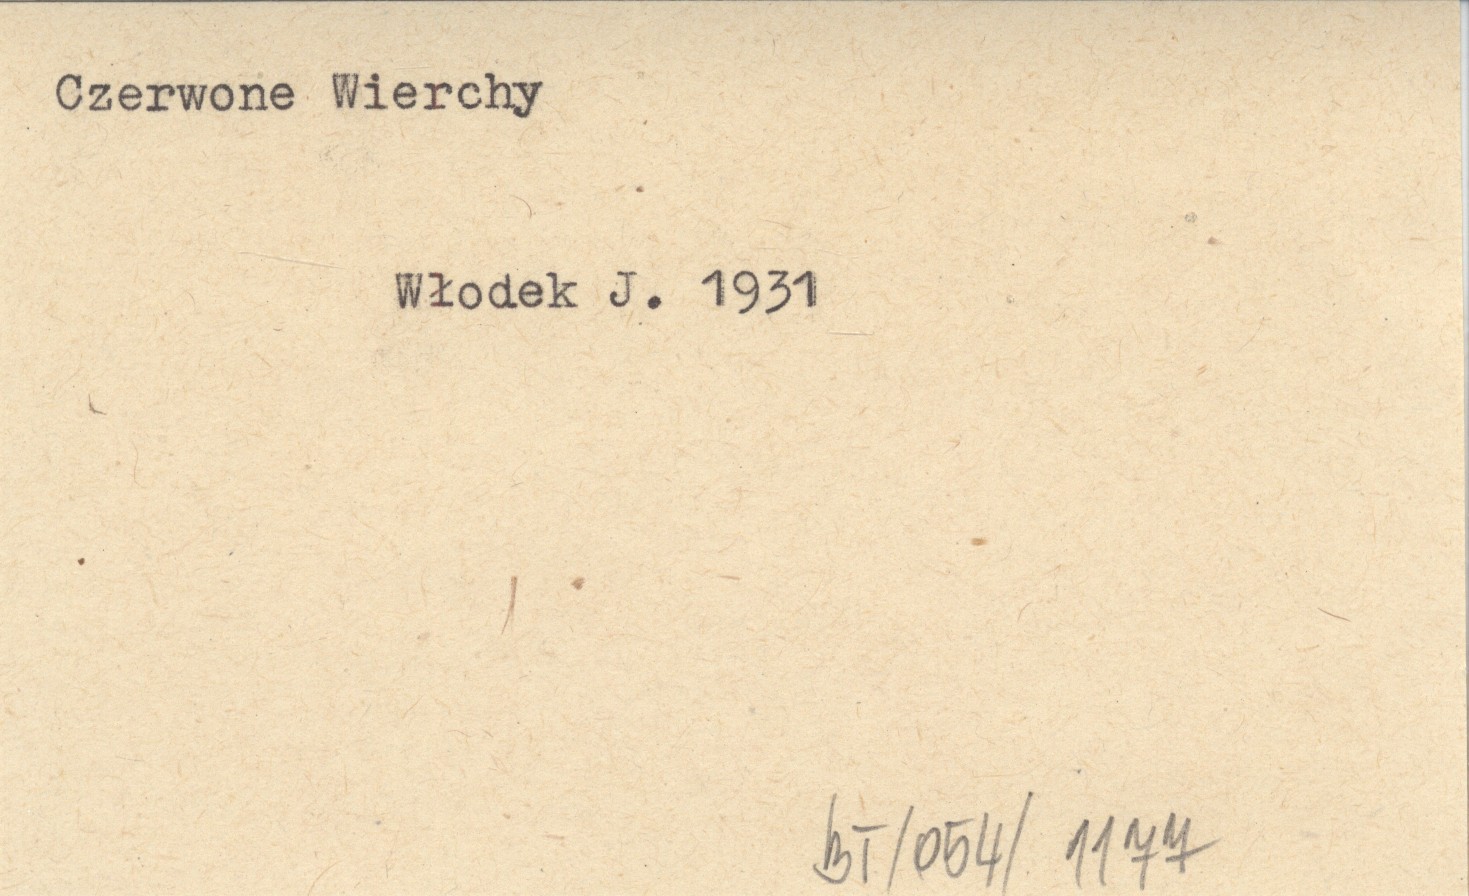 Czerwone Wierchy
Włodek J. 1931
BT/054/ 1177